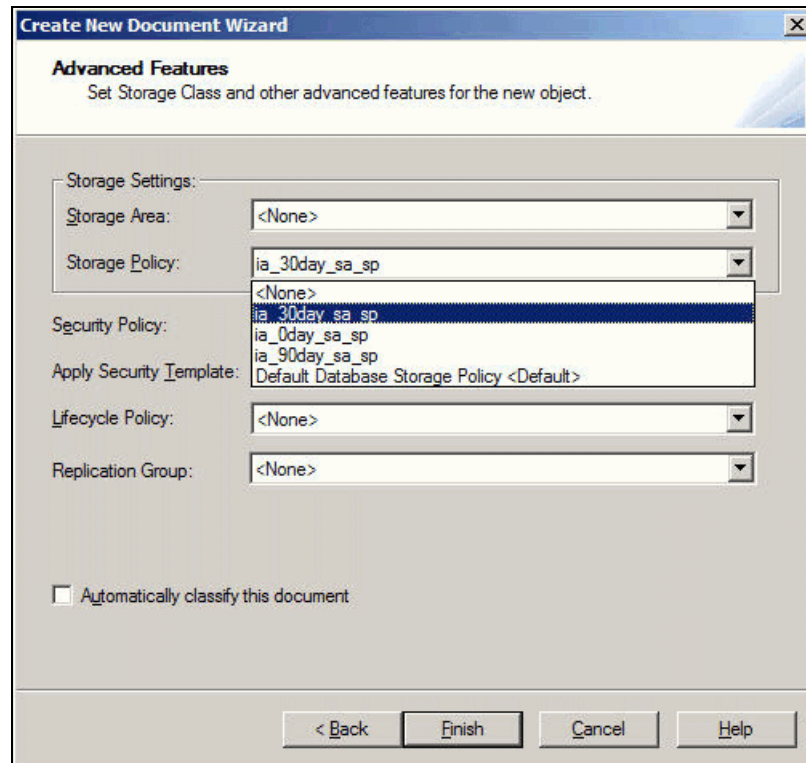 Create New Document Wizard
Advanced Features
Set Storage Class and other advanced features for the new object.
Storage Settings:
Storage Area: <None>
Storage Policy: ia_30day_sa_sp
<None>
ia_30day_sa_sp
Security Policy: ia_0day_sa_sp
ia_90day_sa_sp
Apply Security Template: Default Database Storage Policy <Default>
Lifecycle Policy: <None>
Replication Group: <None>
Automatically classify this document
< Back Finish Cancel Help